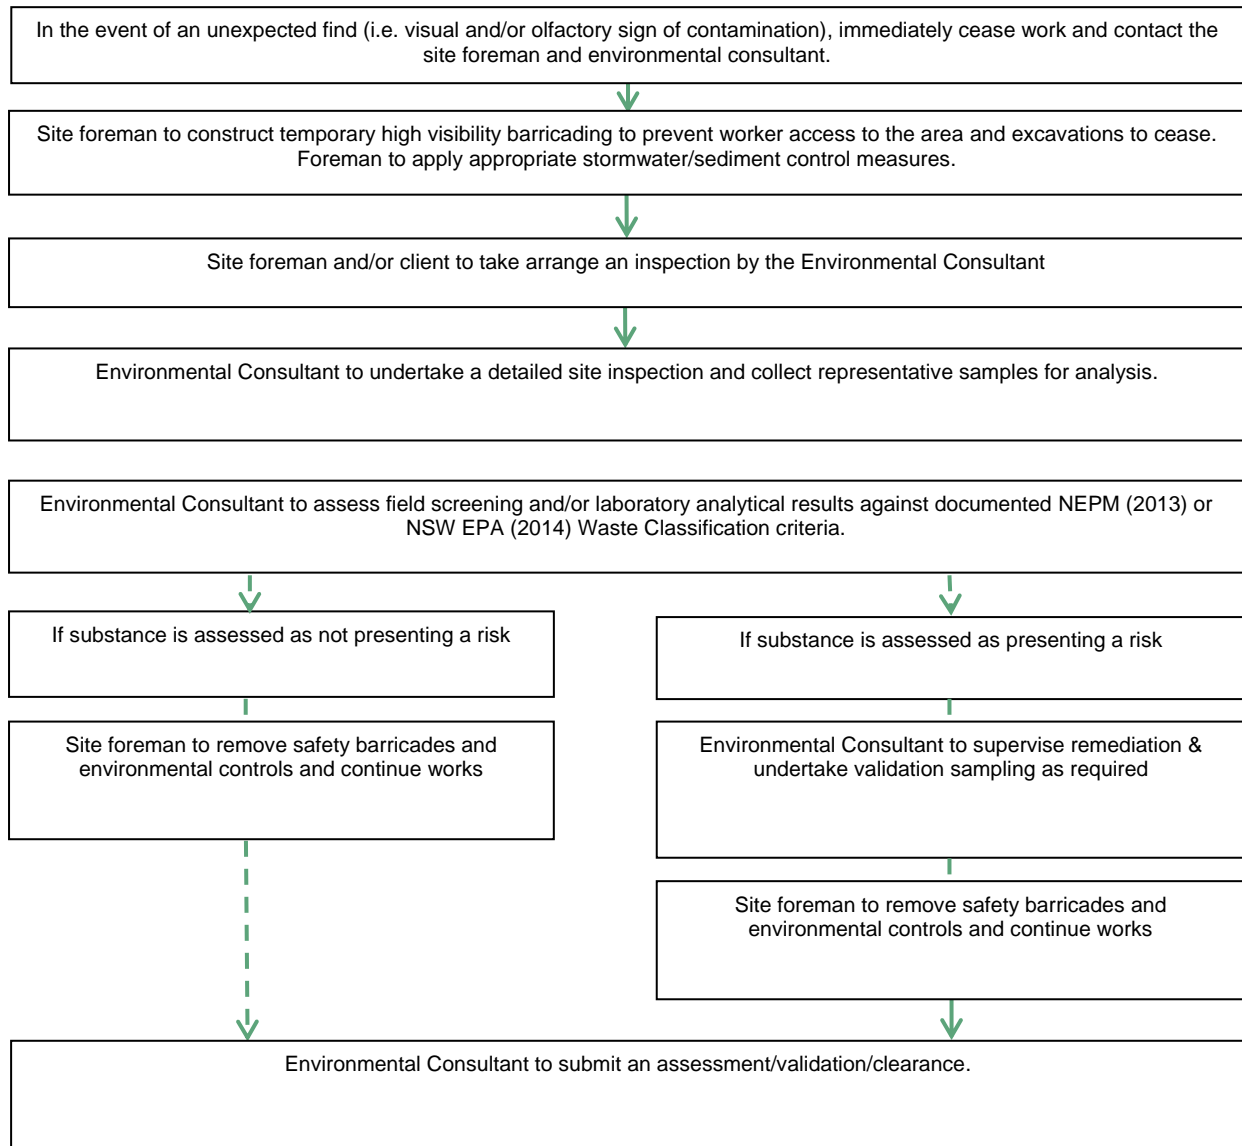 In the event of an unexpected find (i.e. visual and/or olfactory sign of contamination), immediately cease work and contact the
site foreman and environmental consultant.
Site foreman to construct temporary high visibility barricading to prevent worker access to the area and excavations to cease.
Foreman to apply appropriate stormwater/sediment control measures.
Site foreman and/or client to take arrange an inspection by the Environmental Consultant
Environmental Consultant to undertake a detailed site inspection and collect representative samples for analysis.
Environmental Consultant to assess field screening and/or laboratory analytical results against documented NEPM (2013) or
NSW EPA (2014) Waste Classification criteria.
If substance is assessed as not presenting a risk
Site foreman to remove safety barricades and
environmental controls and continue works
If substance is assessed as presenting a risk
Environmental Consultant to supervise remediation &
undertake validation sampling as required
Site foreman to remove safety barricades and
environmental controls and continue works
Environmental Consultant to submit an assessment/validation/clearance.